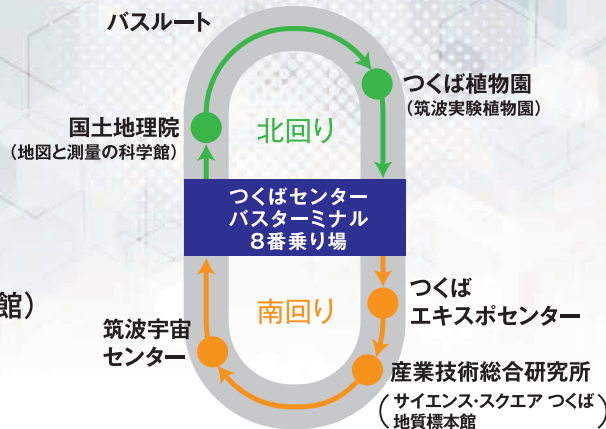 バスルート
つくば植物園
（筑波実験植物園）
国土地理院
（地図と測量の科学館）
北回り
つくばセンター
バスターミナル
8番乗り場
館）
南回り
つくば
エキスポセンター
筑波宇宙
センター
産業技術総合研究所
（サイエンス・スクエア つくば
地質標本館）